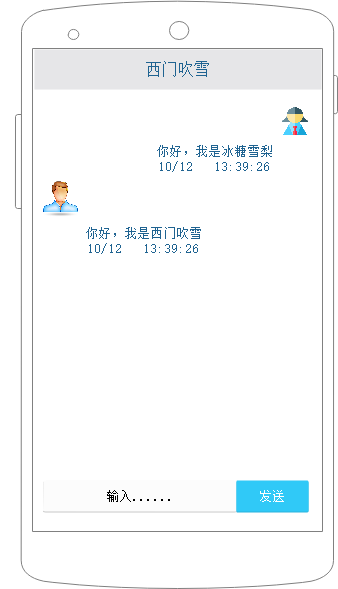 西门吹雪
你好，我是冰糖雪梨
10/12 13:39:26
你好，我是西门吹雪
10/12 13:39:26
输入......
发送